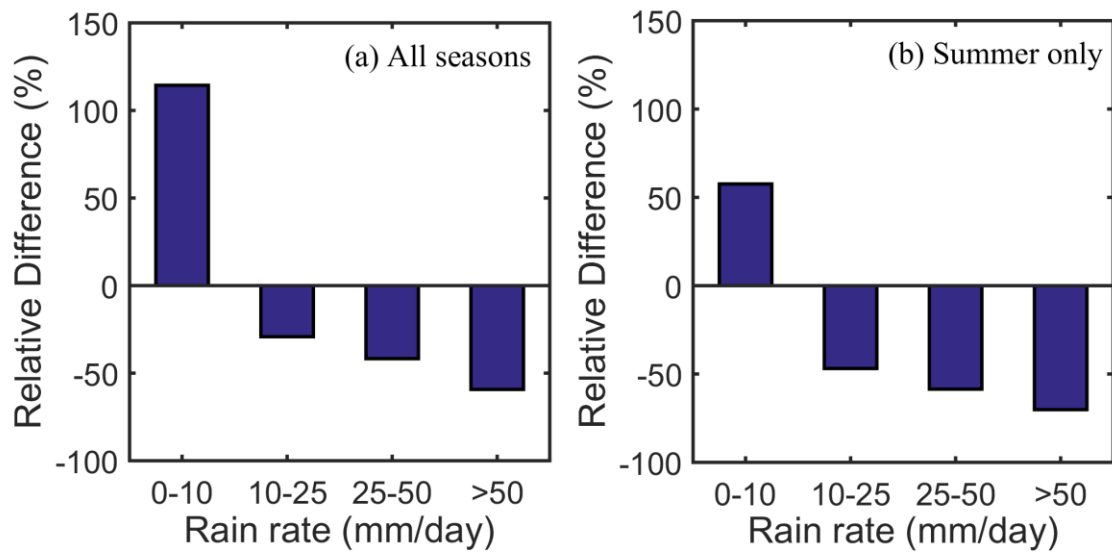 (a) All seasons
Relative Difference (%)
150
100
50
0
-50
-100
0-10 10-25 25-50 >50
Rain rate (mm/day)
(b) Summer only
Relative Difference (%)
150
100
50
0
-50
-100
0-10 10-25 25-50 >50
Rain rate (mm/day)